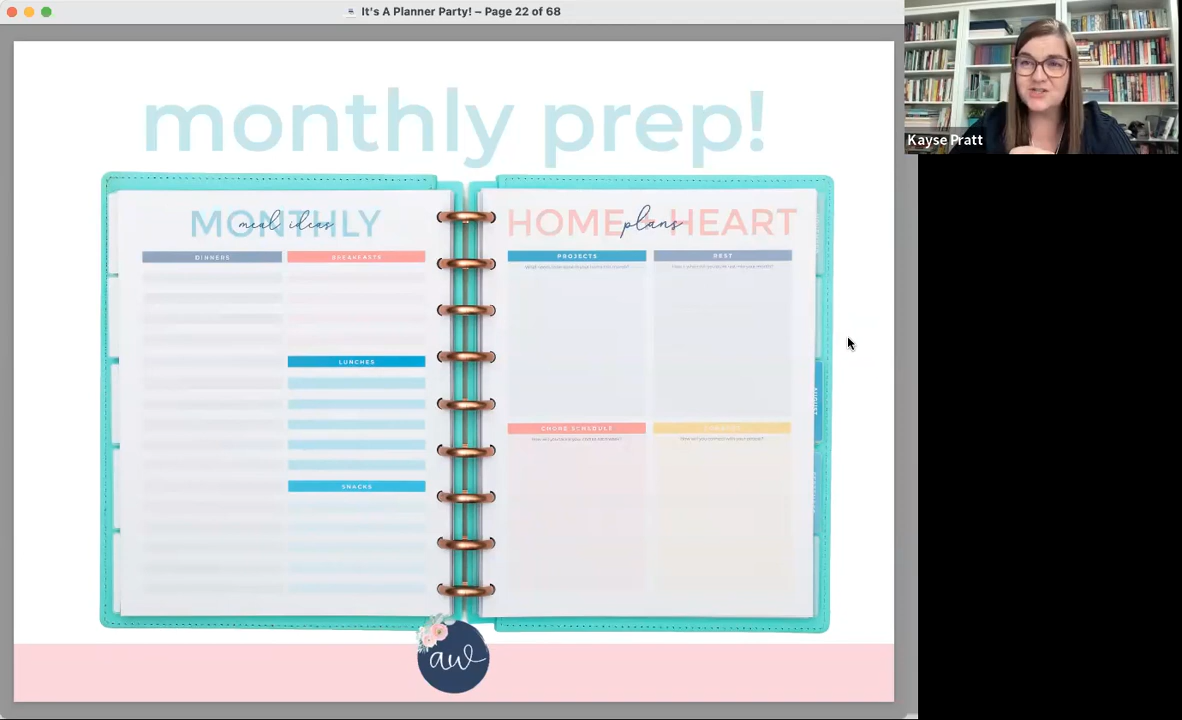 It's A Planner Party! – Page 22 of 68
Kayse Pratt
monthly prep!
MONTHLY
meal ideas
HOME + HEART
plans
DINNERS
BREAKFASTS
LUNCHES
SNACKS
PROJECTS
REST
CHORE SCHEDULE
AUGUST
aw